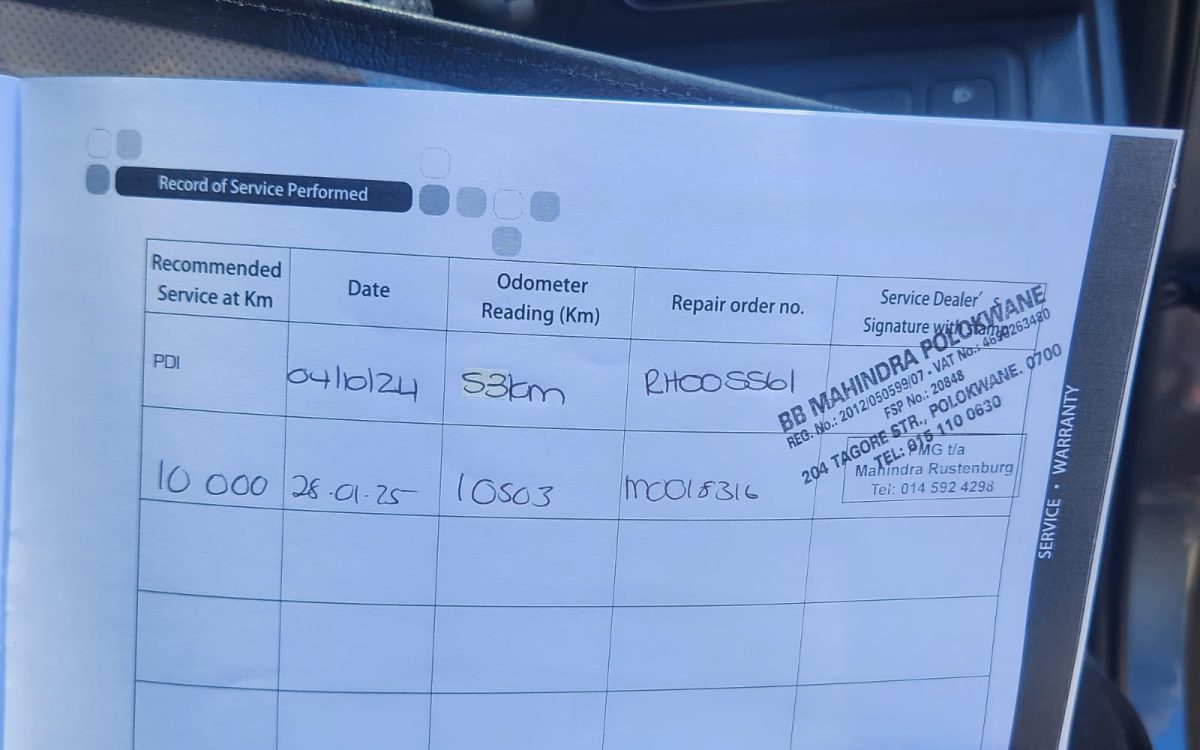 Record of Service Performed
Recommended Service at Km
Date
Odometer Reading (Km)
Repair order no.
Service Dealer'
Signature with Stamp
PDI
04/10/24
53km
RH005561
BB MAHINDRA POLOKWANE
REG. No.: 2012/050599/07 - VAT No.: 4690263480
FSP No.: 20848
204 TAGORE STR., POLOKWANE. 0700
TEL: 015 110 0630
10 000
28-01-25
10503
MC018316
PMG t/a
Mahindra Rustenburg
Tel: 014 592 4298
SERVICE • WARRANTY